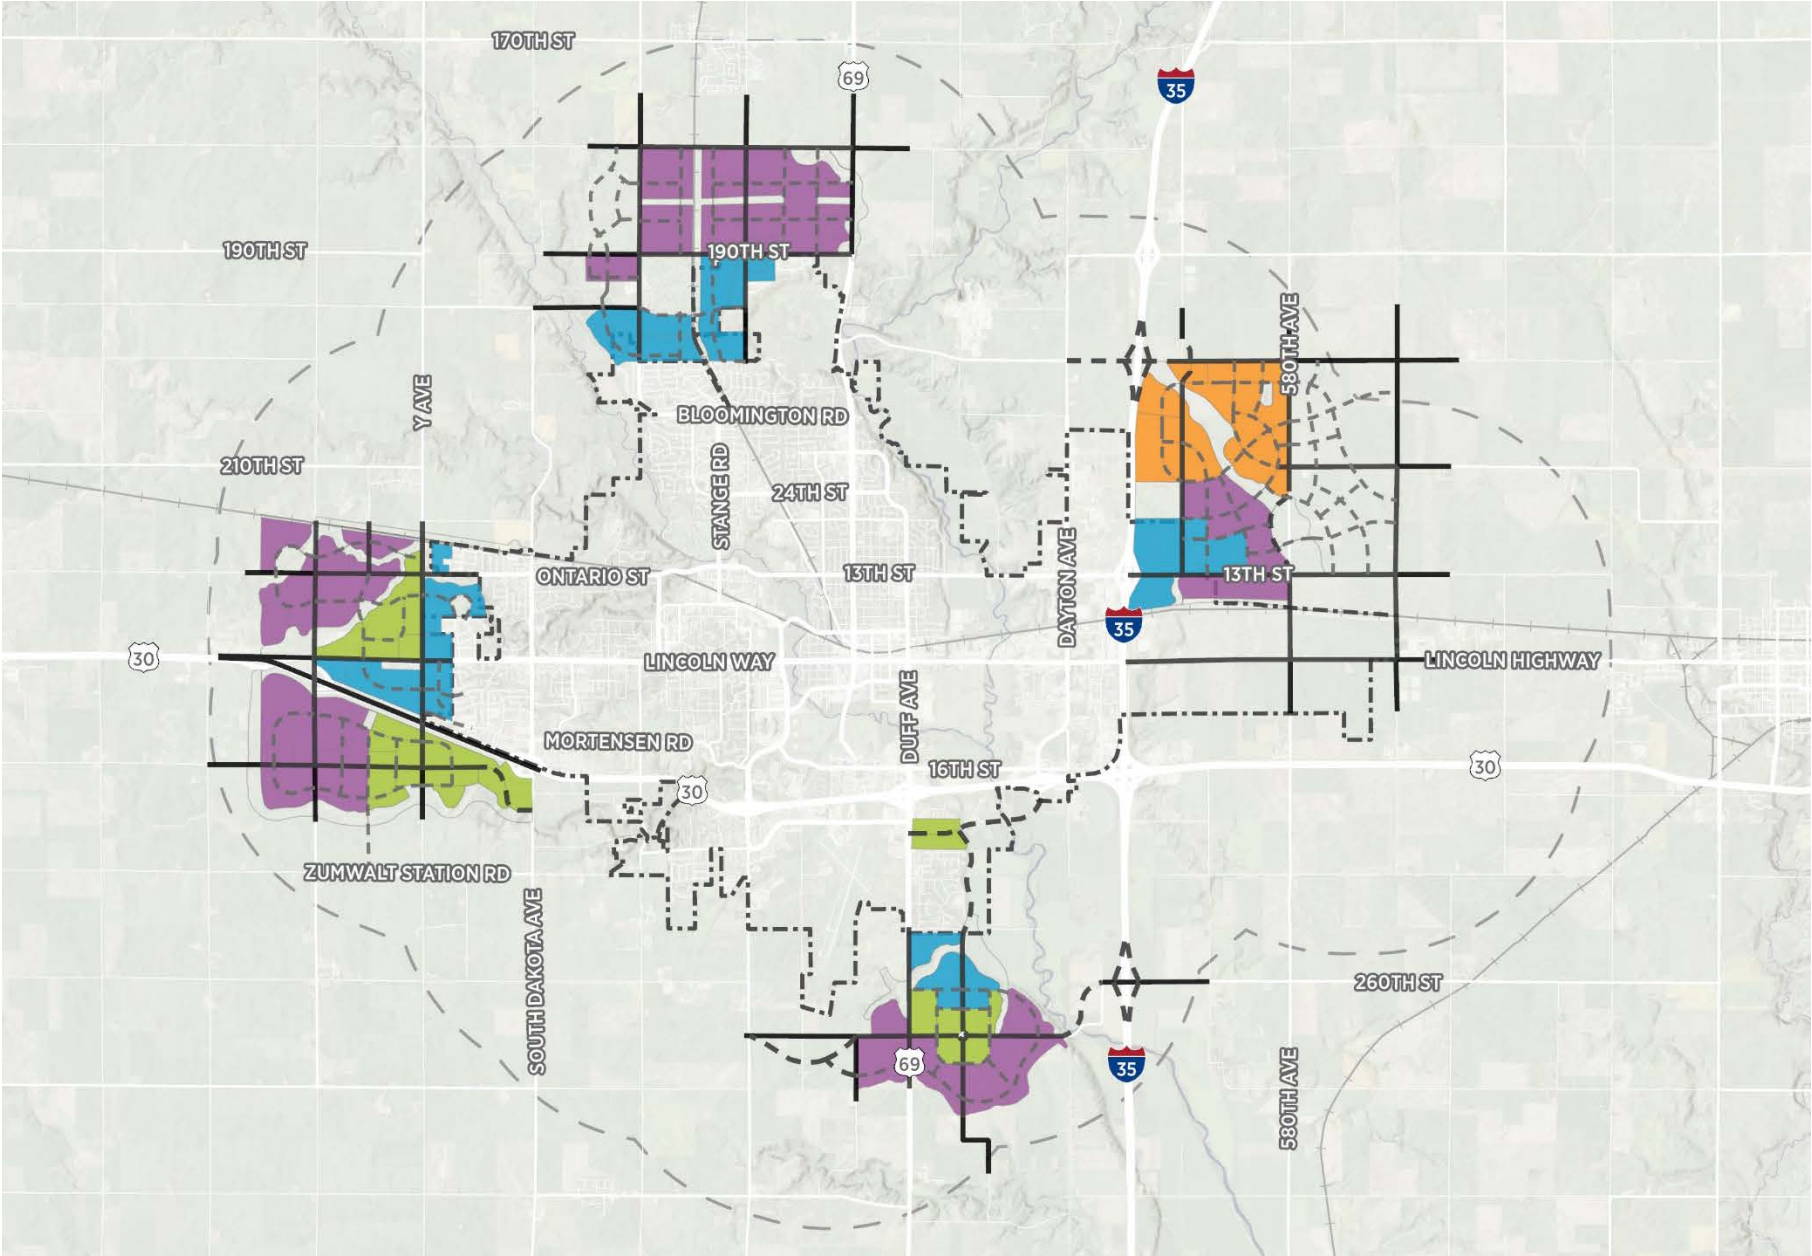 170TH ST
69
35
190TH ST
190TH ST
580TH AVE
Y AVE
BLOOMINGTON RD
210TH ST
STANGE RD
24TH ST
ONTARIO ST
13TH ST
DAYTON AVE
13TH ST
35
30
LINCOLN WAY
LINCOLN HIGHWAY
DUFF AVE
MORTENSEN RD
16TH ST
30
30
ZUMWALT STATION RD
SOUTH DAKOTA AVE
260TH ST
69
35
580TH AVE